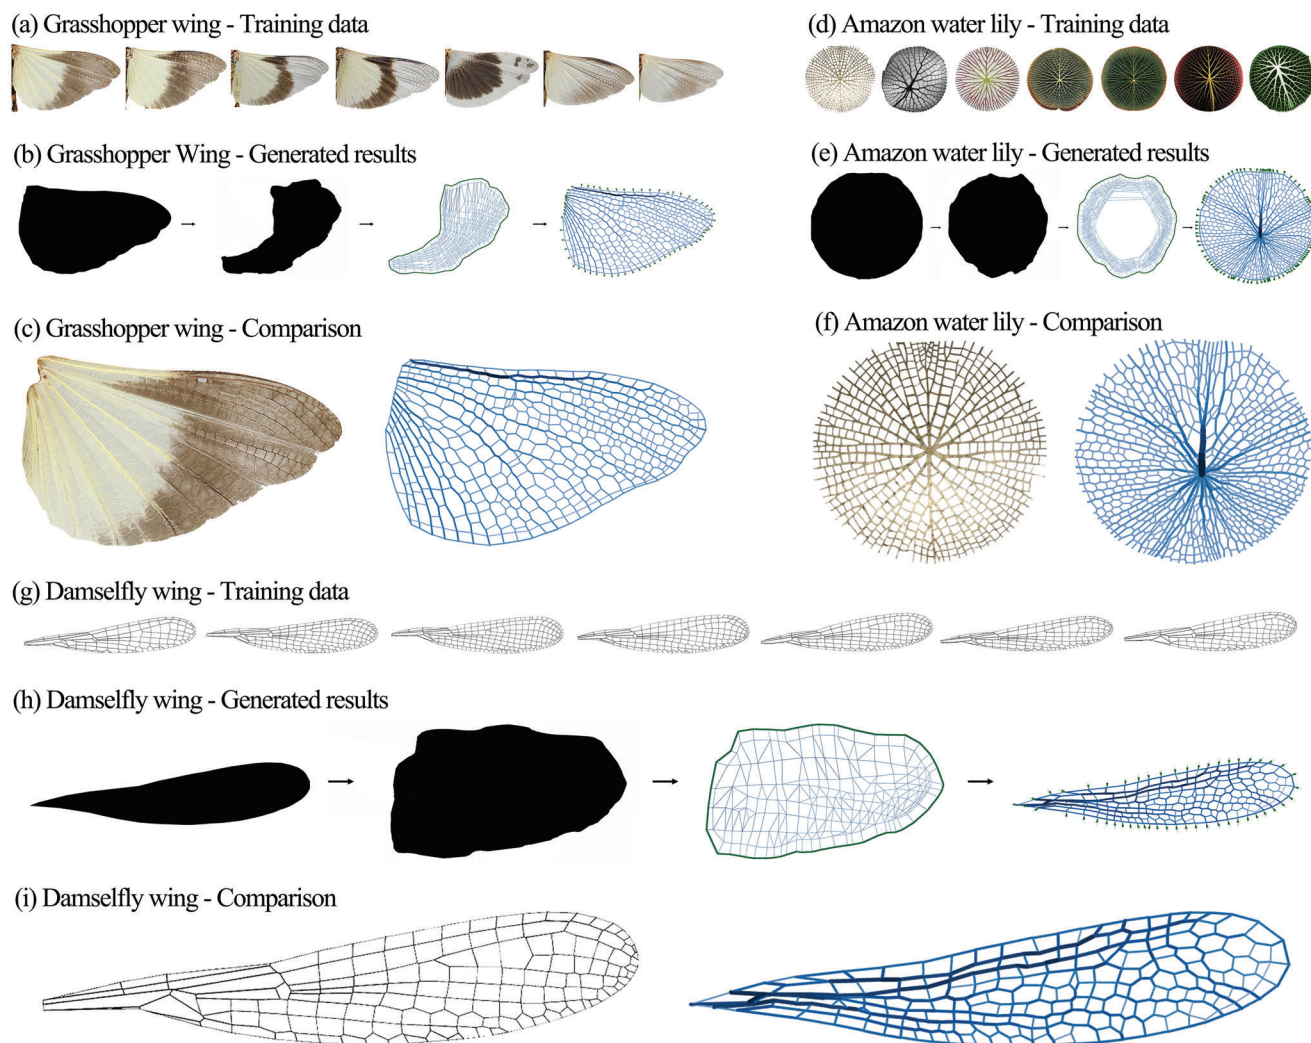 (a) Grasshopper wing - Training data
(d) Amazon water lily - Training data
(b) Grasshopper Wing - Generated results
(e) Amazon water lily - Generated results
(c) Grasshopper wing - Comparison
(f) Amazon water lily - Comparison
(g) Damselfly wing - Training data
(h) Damselfly wing - Generated results
(i) Damselfly wing - Comparison